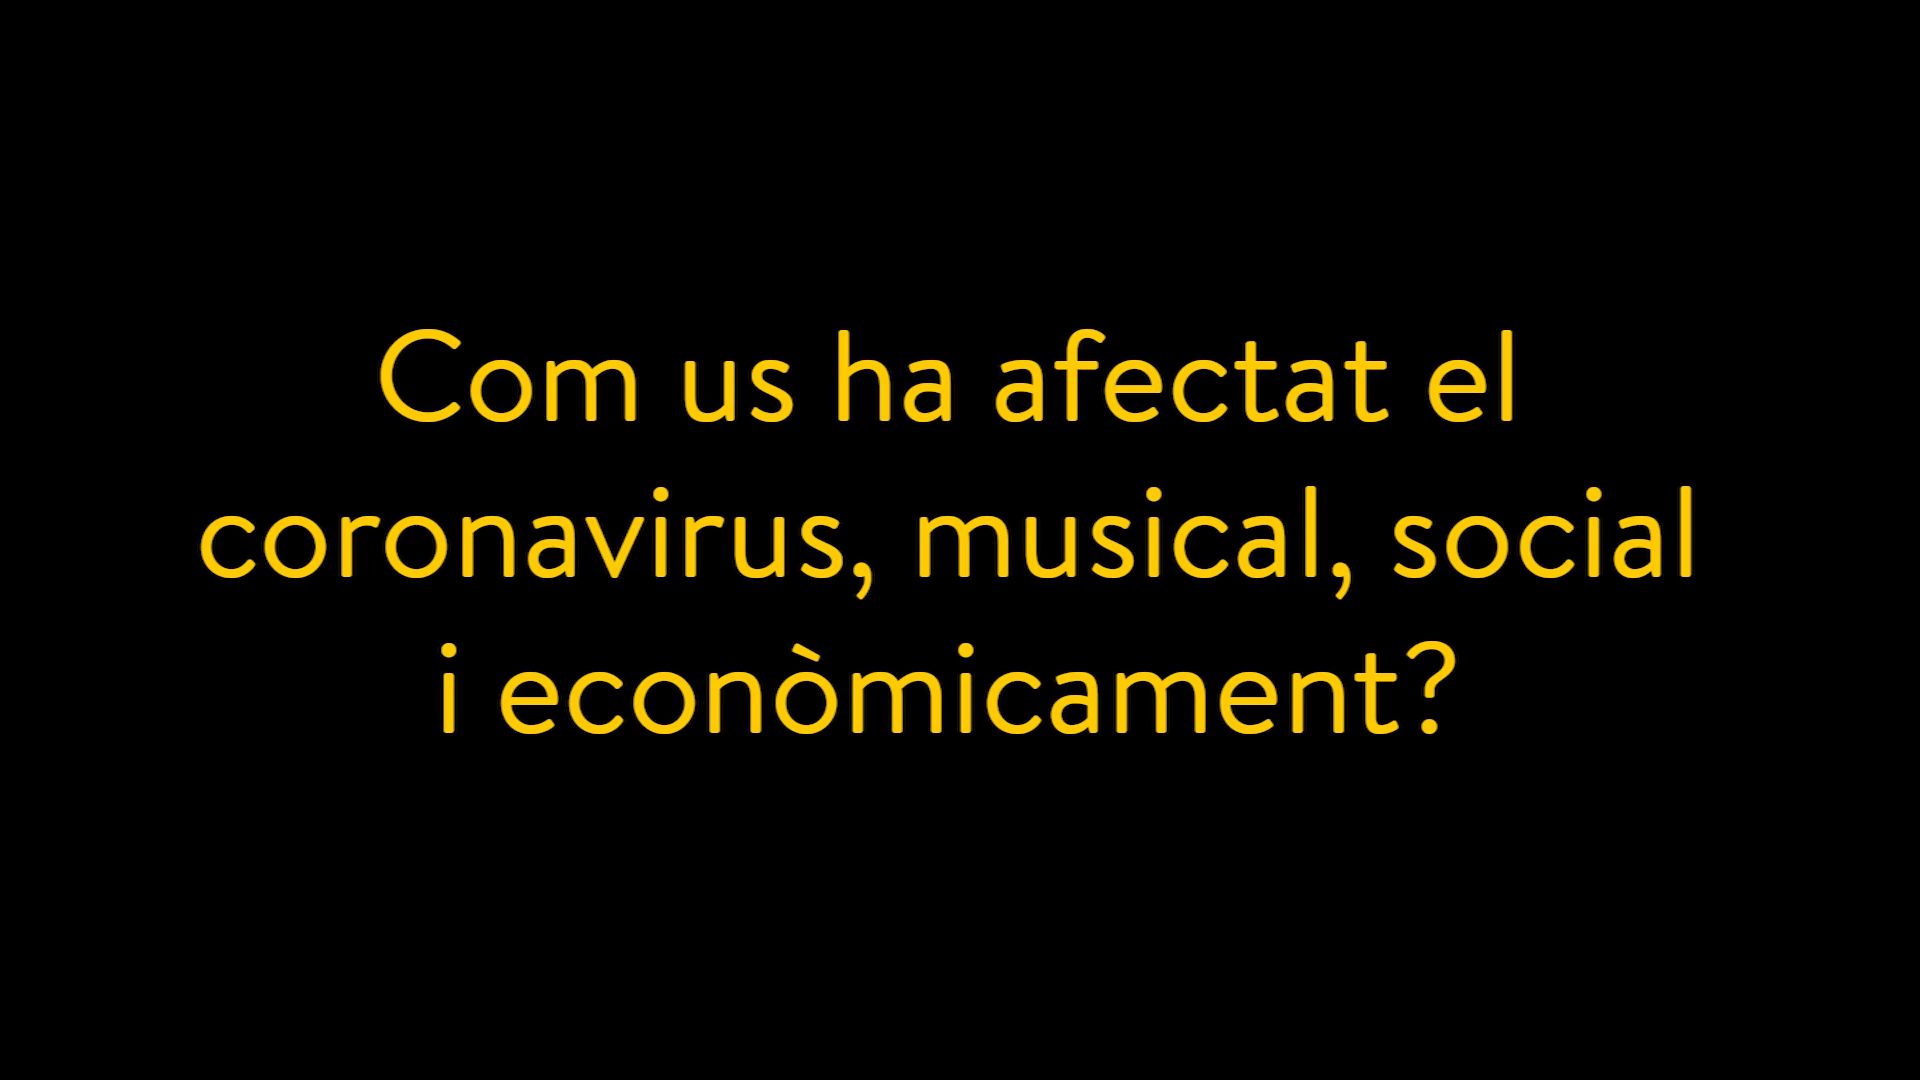 Com us ha afectat el
coronavirus, musical, social
i econòmicament?